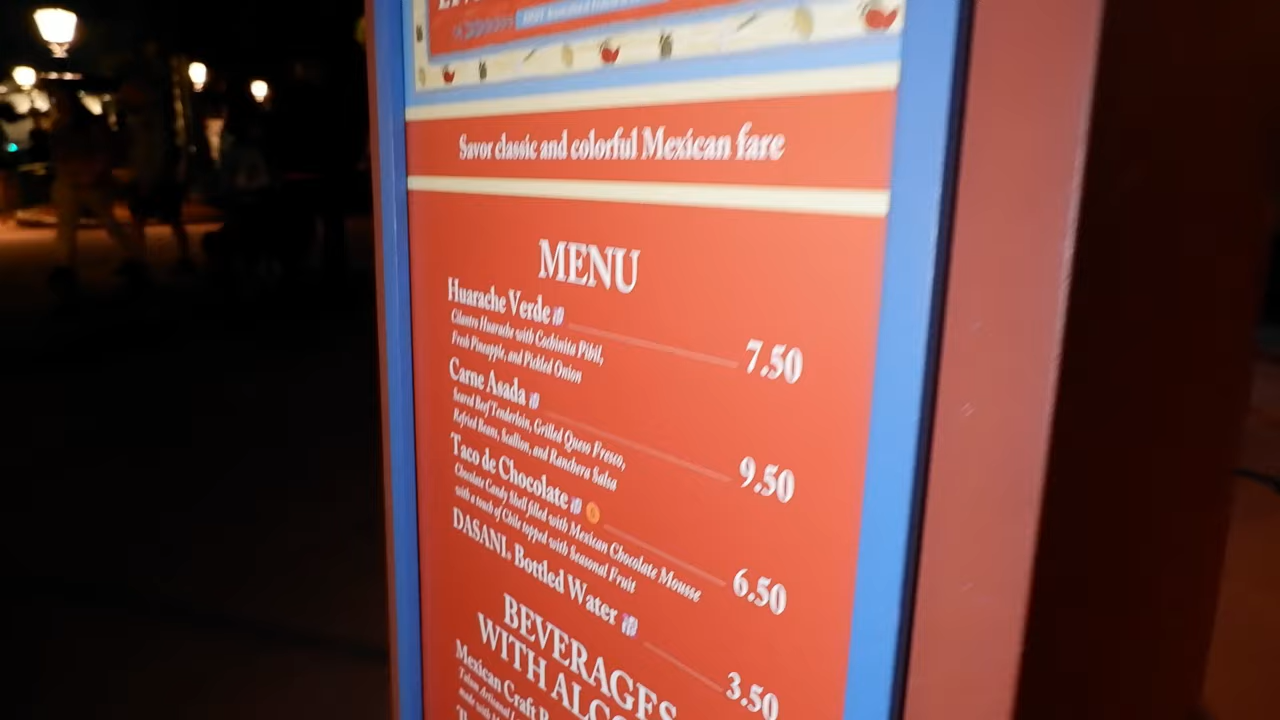 Savor classic and colorful Mexican fare
MENU
Huarache Verde
7.50
Cilantro Huarache with Cochinita Pibil,
Fresh Pineapple, and Pickled Onion
Carne Asada
9.50
Seared Beef Tenderloin, Grilled Queso Fresco,
Refried Beans, Scallion, and Ranchera Salsa
Taco de Chocolate
6.50
Chocolate Candy Shell filled with Mexican Chocolate Mousse
with a touch of Chile topped with Seasonal Fruit
DASANI® Bottled Water
3.50
BEVERAGES
WITH
Mexican Craft